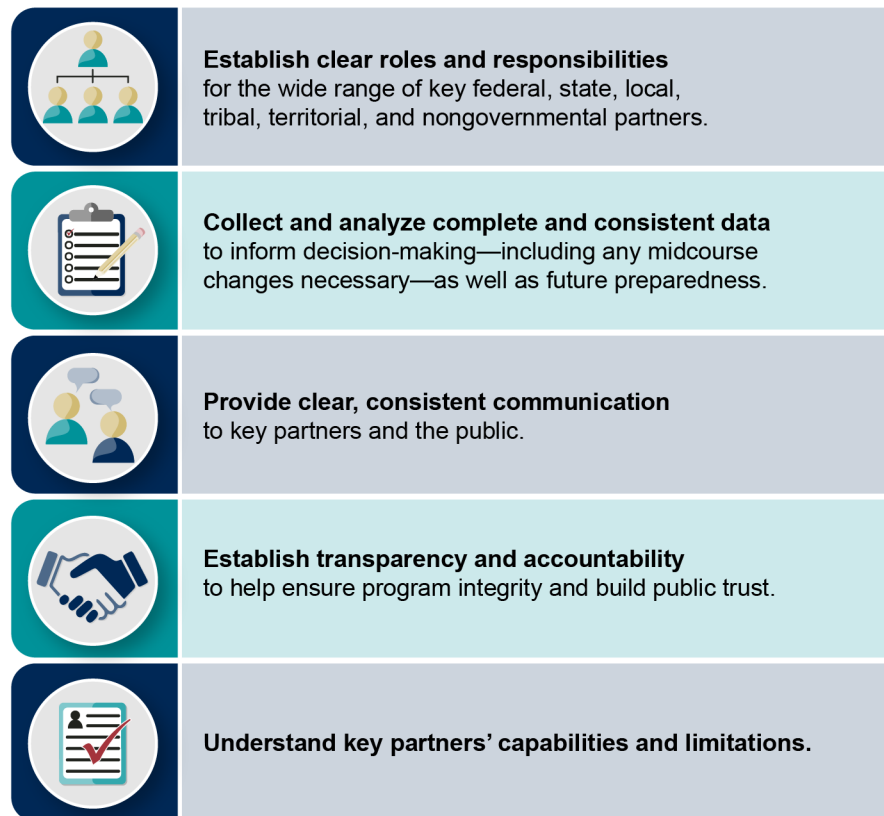 Establish clear roles and responsibilities
for the wide range of key federal, state, local,
tribal, territorial, and nongovernmental partners.
Collect and analyze complete and consistent data
to inform decision-making—including any midcourse
changes necessary—as well as future preparedness.
Provide clear, consistent communication
to key partners and the public.
Establish transparency and accountability
to help ensure program integrity and build public trust.
Understand key partners’ capabilities and limitations.